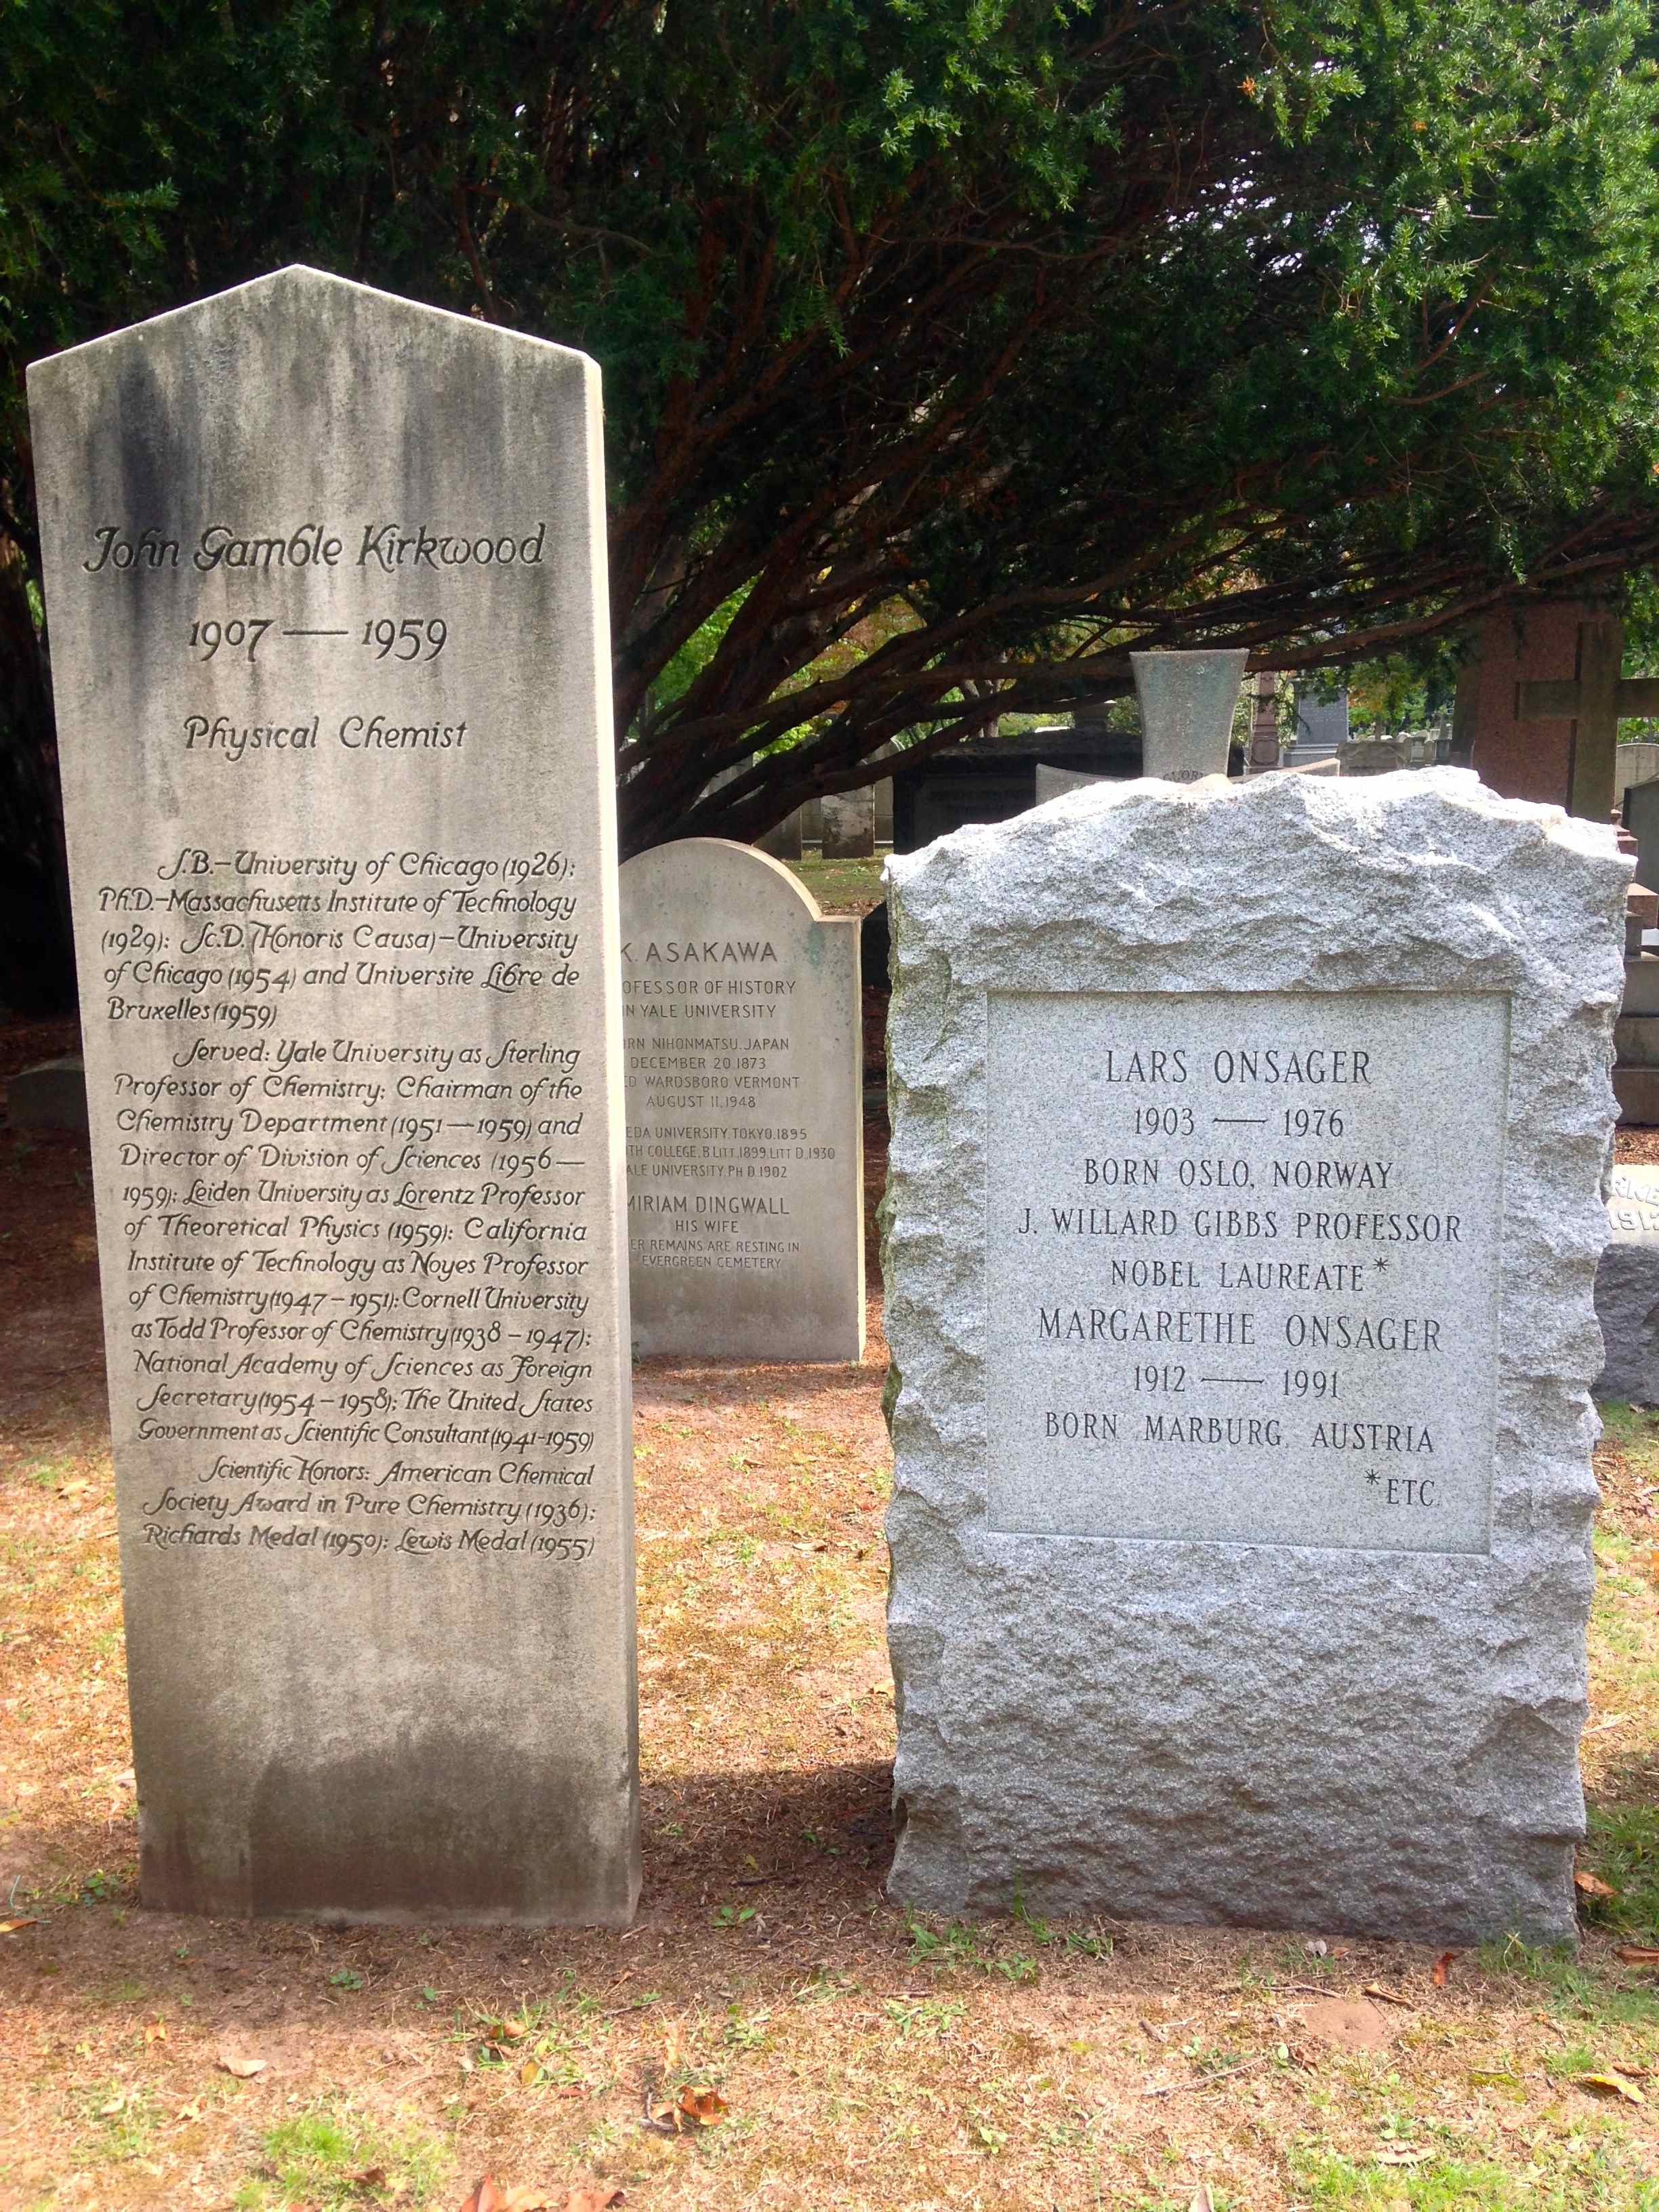 John Gamble Kirkwood
1907 — 1959
Physical Chemist
S.B.–University of Chicago (1926);
Ph.D.–Massachusetts Institute of Technology
(1929); Sc.D. (Honoris Causa)–University
of Chicago (1954) and Universite Libre de
Bruxelles (1959)
Served: Yale University as Sterling
Professor of Chemistry; Chairman of the
Chemistry Department (1951—1959) and
Director of Division of Sciences (1956—
1959); Leiden University as Lorentz Professor
of Theoretical Physics (1959); California
Institute of Technology as Noyes Professor
of Chemistry (1947–1951); Cornell University
as Todd Professor of Chemistry (1938–1947);
National Academy of Sciences as Foreign
Secretary (1954–1958); The United States
Government as Scientific Consultant (1941-1959)
Scientific Honors: American Chemical
Society Award in Pure Chemistry (1936);
Richards Medal (1950); Lewis Medal (1955)
K. ASAKAWA
OFESSOR OF HISTORY
IN YALE UNIVERSITY
RN NIHONMATSU, JAPAN
DECEMBER 20 1873
ED WARDSBORO VERMONT
AUGUST 11, 1948
EDA UNIVERSITY, TOKYO. 1895
TH COLLEGE, B LITT, 1899, LITT D, 1930
ALE UNIVERSITY, PH D, 1902
MIRIAM DINGWALL
HIS WIFE
ER REMAINS ARE RESTING IN
EVERGREEN CEMETERY
LARS ONSAGER
1903 — 1976
BORN OSLO, NORWAY
J. WILLARD GIBBS PROFESSOR
NOBEL LAUREATE*
MARGARETHE ONSAGER
1912 — 1991
BORN MARBURG, AUSTRIA
*ETC.